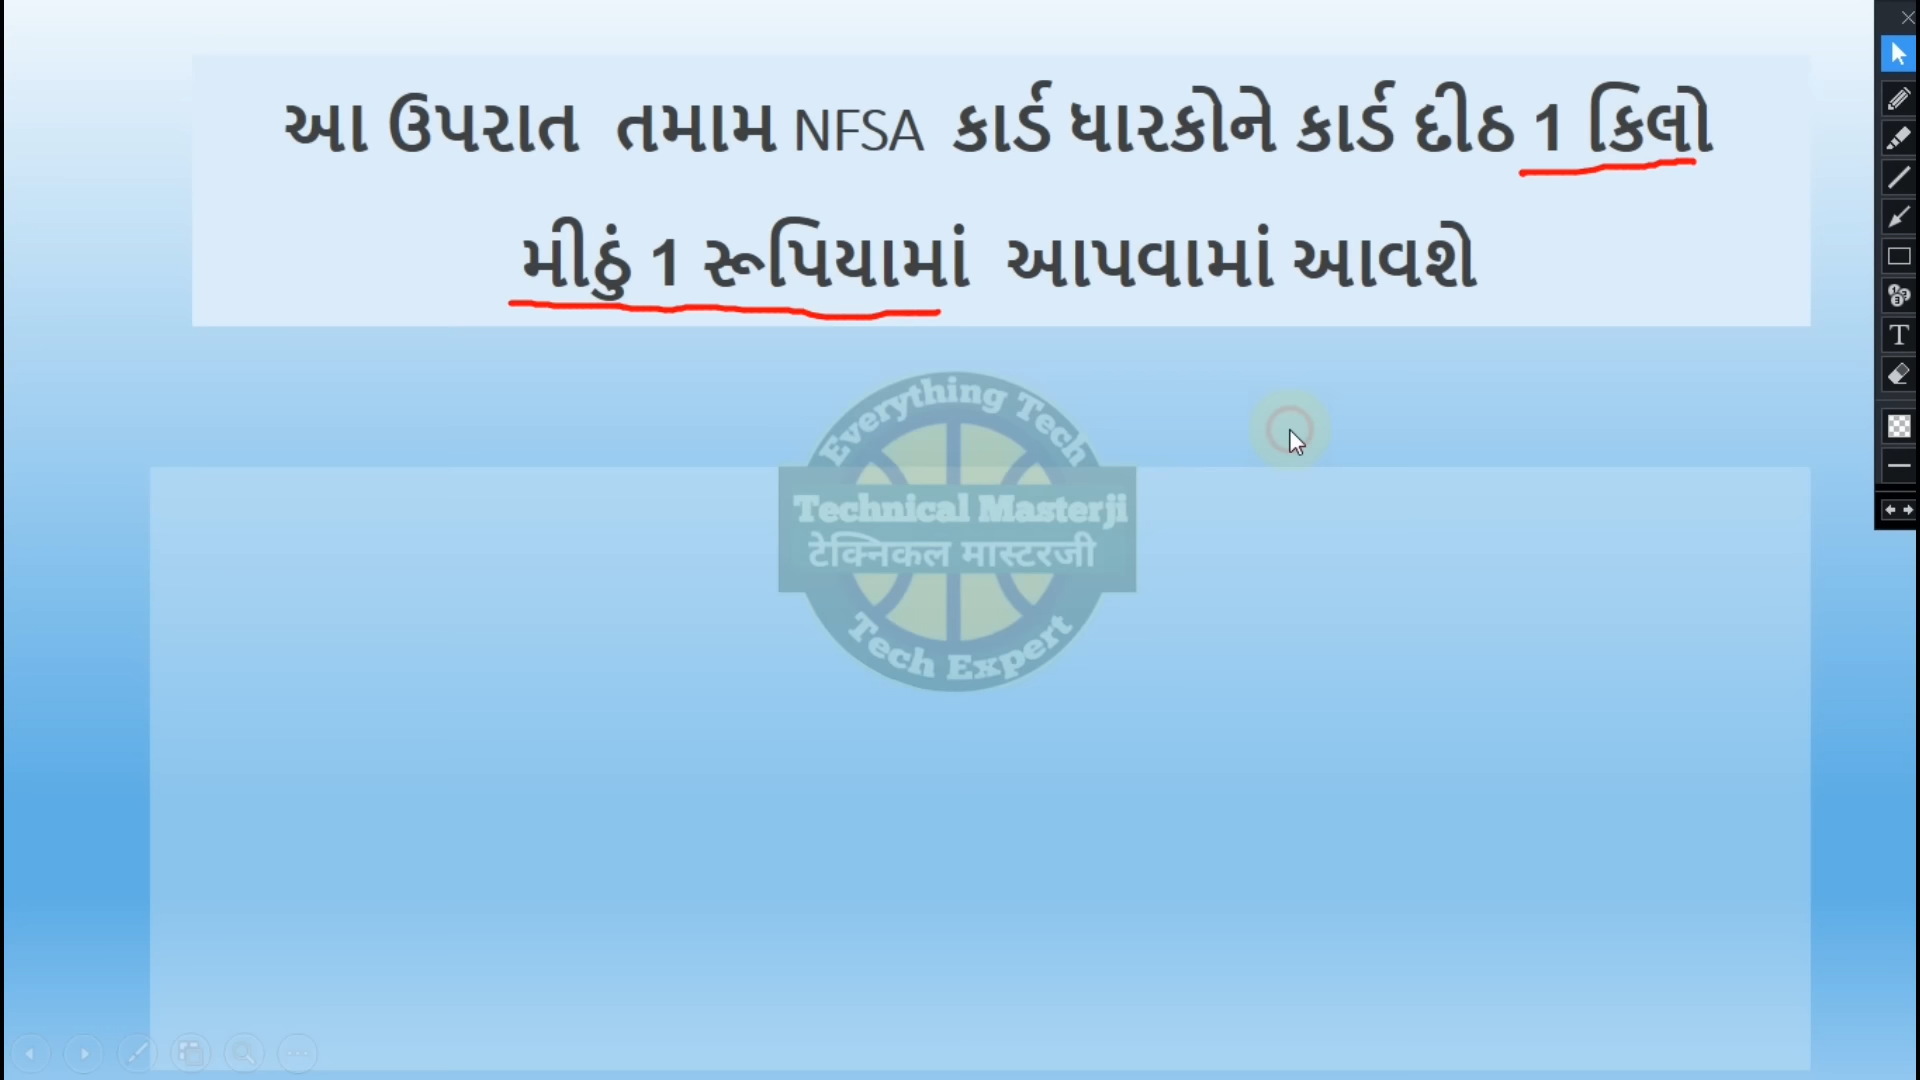 આ ઉપરાત તમામ NFSA કાર્ડ ધારકોને કાર્ડ દીઠ 1 કિલો
મીઠું 1 રૂપિયામાં આપવામાં આવશે
Everything Tech
Technical Masterji
टेक्निकल मास्टरजी
Tech Expert